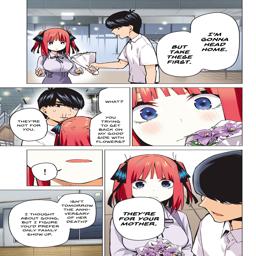 I'M
GONNA
HEAD
HOME.
BUT
TAKE
THESE
FIRST.
WHAT?
YOU
TRYING
TO GET
BACK ON
MY GOOD
SIDE WITH
FLOWERS?
THEY'RE
NOT FOR
YOU.
!
ISN'T
TOMORROW
THE ANNI-
VERSARY
OF HER
DEATH?
I THOUGHT
ABOUT GOING,
BUT I FIGURE
YOU'D PREFER
ONLY FAMILY
SHOW UP.
THEY'RE
FOR YOUR
MOTHER.